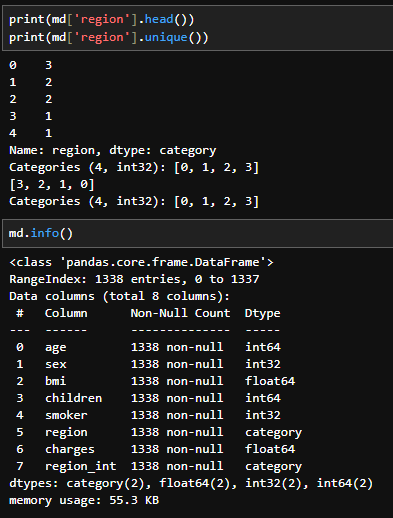 print(md['region'].head())
print(md['region'].unique())
0    3
1    2
2    2
3    1
4    1
Name: region, dtype: category
Categories (4, int32): [0, 1, 2, 3]
[3, 2, 1, 0]
Categories (4, int32): [0, 1, 2, 3]
md.info()
<class 'pandas.core.frame.DataFrame'>
RangeIndex: 1338 entries, 0 to 1337
Data columns (total 8 columns):
 #   Column      Non-Null Count  Dtype
---  ------      --------------  -----
 0   age         1338 non-null   int64
 1   sex         1338 non-null   int32
 2   bmi         1338 non-null   float64
 3   children    1338 non-null   int64
 4   smoker      1338 non-null   int32
 5   region      1338 non-null   category
 6   charges     1338 non-null   float64
 7   region_int  1338 non-null   category
dtypes: category(2), float64(2), int32(2), int64(2)
memory usage: 55.3 KB